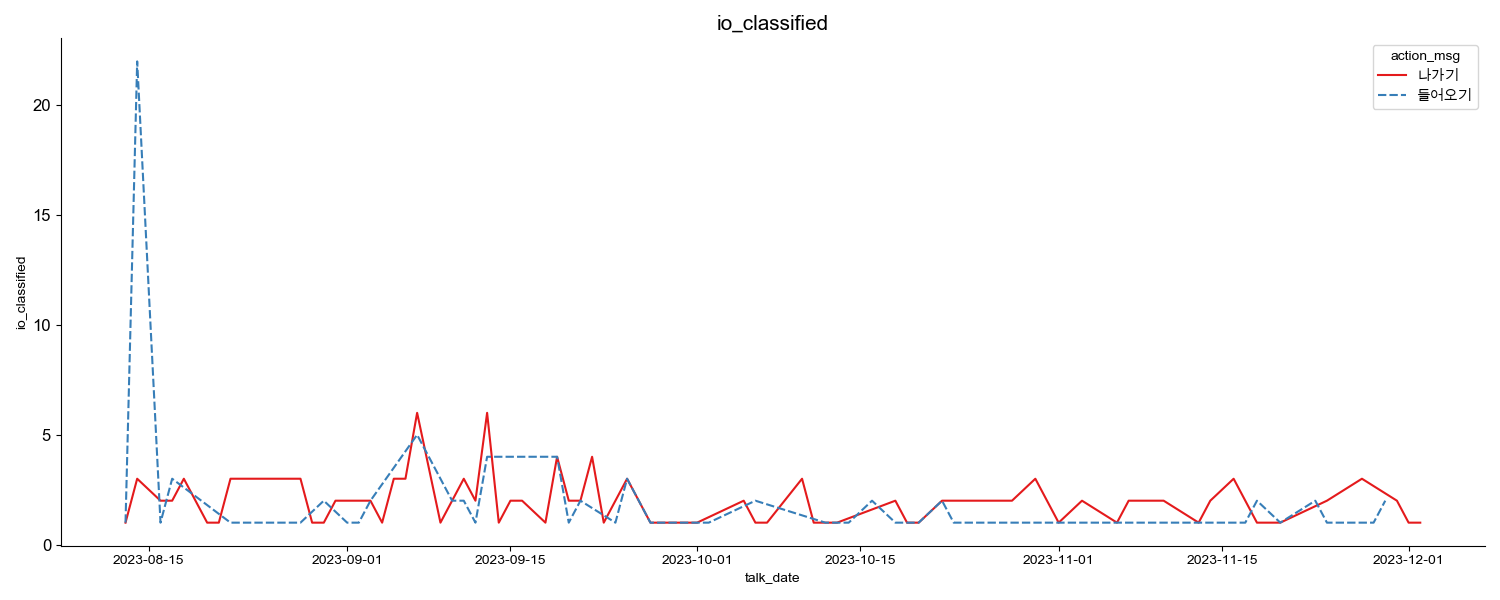 io_classified
action_msg
나가기
들어오기
io_classified
20
15
10
5
0
2023-08-15 2023-09-01 2023-09-15 2023-10-01 2023-10-15 2023-11-01 2023-11-15 2023-12-01
talk_date